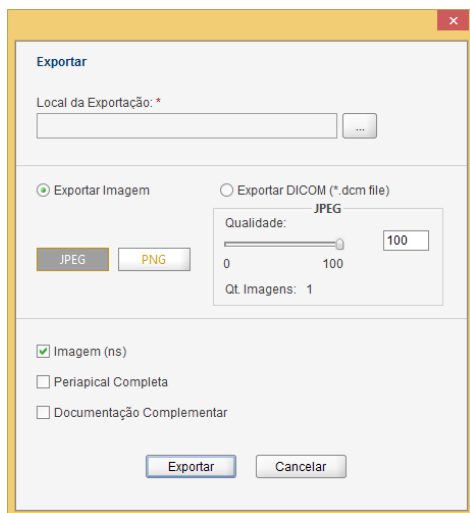 Exportar
Local da Exportação: *
...
Exportar Imagem
Exportar DICOM (*.dcm file)
JPEG
Qualidade:
100
JPEG PNG
0 100
Qt. Imagens: 1
Imagem (ns)
Periapical Completa
Documentação Complementar
Exportar Cancelar